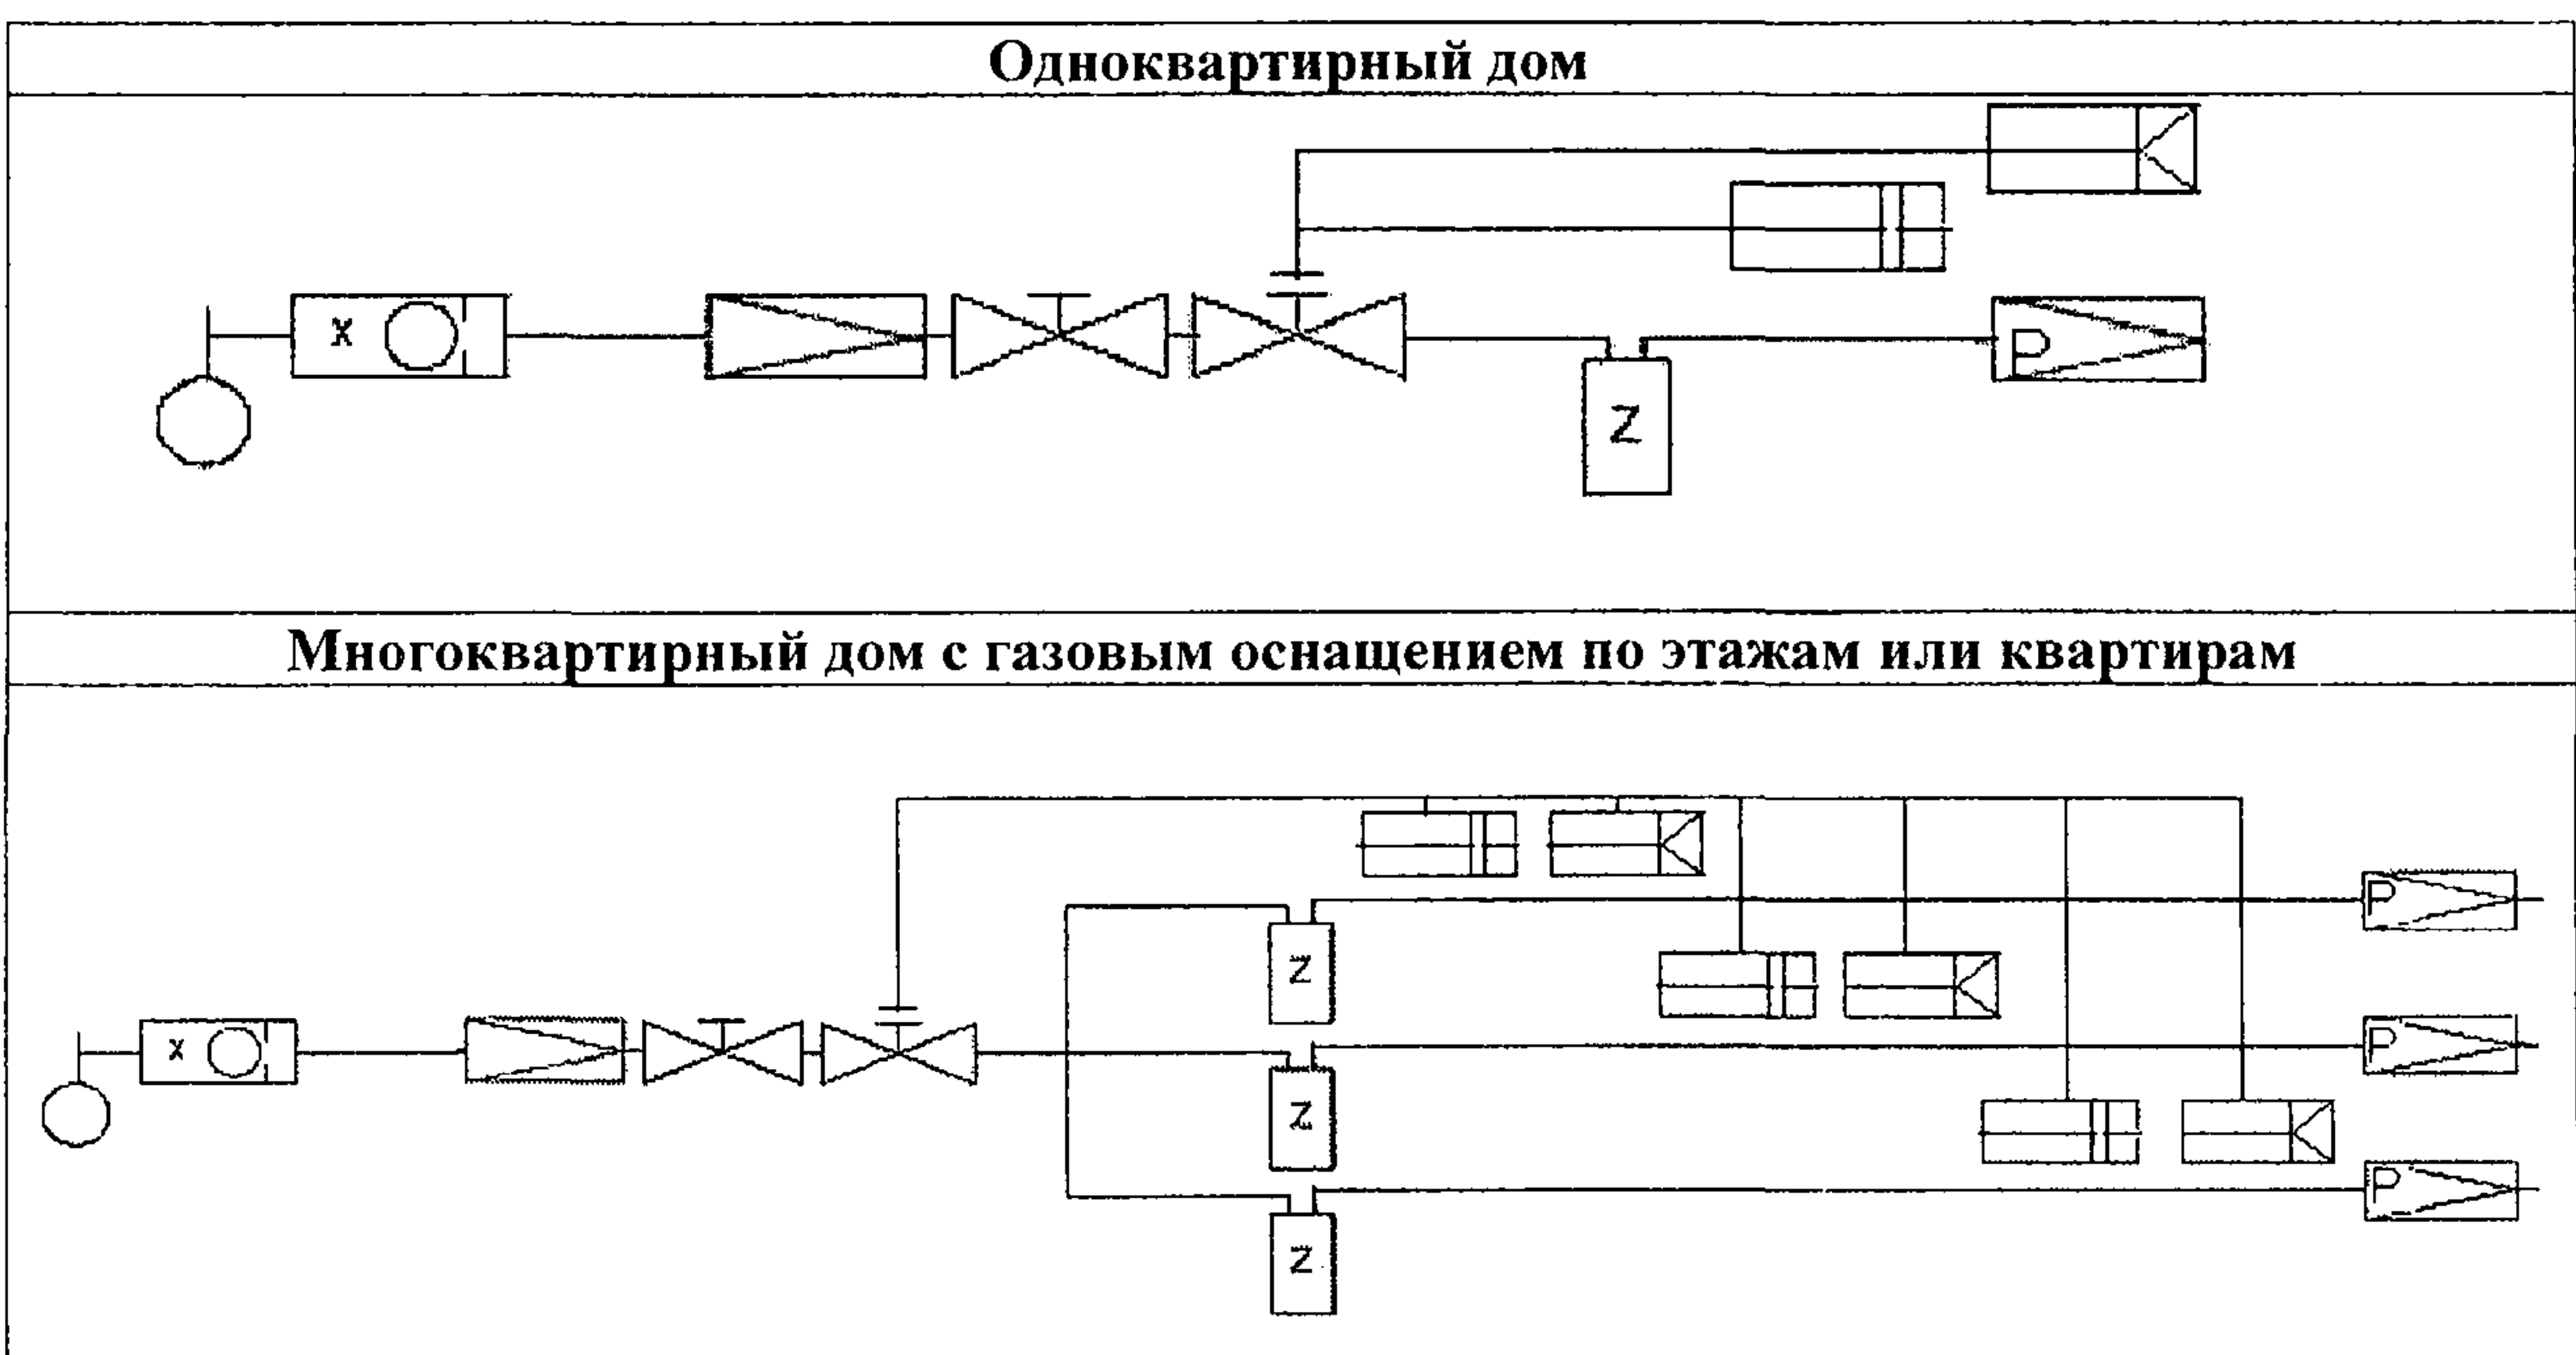 Одноквартирный дом
X
P
Z
Многоквартирный дом с газовым оснащением по этажам или квартирам
P
Z
X
P
Z
P
Z